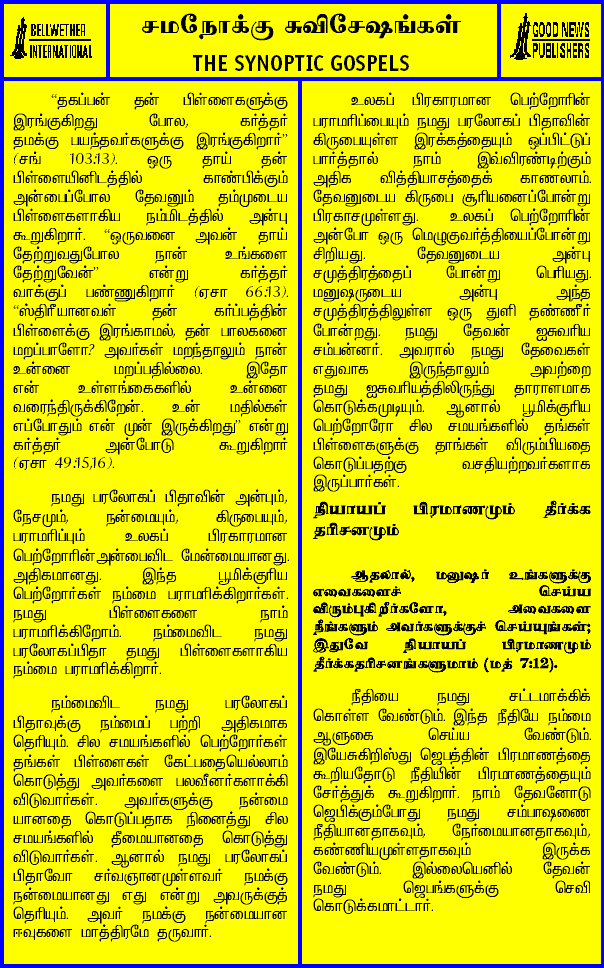 BELLWETHER
INTERNATIONAL
சமநோக்கு சுவிசேஷங்கள்
THE SYNOPTIC GOSPELS
GOOD NEWS
PUBLISHERS
“தகப்பன் தன் பிள்ளைகளுக்கு
இரங்குகிறது போல, கர்த்தர்
தமக்கு பயந்தவர்களுக்கு இரங்குகிறார்”
(சங் 103:13). ஒரு தாய் தன்
பிள்ளையினிடத்தில் காண்பிக்கும்
அன்பைப்போல தேவனும் தம்முடைய
பிள்ளைகளாகிய நம்மிடத்தில் அன்பு
கூறுகிறார். “ஒருவனை அவன் தாய்
தேற்றுவதுபோல நான் உங்களை
தேற்றுவேன்” என்று கர்த்தர்
வாக்குப் பண்ணுகிறார் (ஏசா 66:13).
“ஸ்திரீயானவள் தன் கர்ப்பத்தின்
பிள்ளைக்கு இரங்காமல், தன் பாலகனை
மறப்பாளோ? அவர்கள் மறந்தாலும் நான்
உன்னை மறப்பதில்லை. இதோ
என் உள்ளங்கைகளில் உன்னை
வரைந்திருக்கிறேன். உன் மதில்கள்
எப்போதும் என் முன் இருக்கிறது” என்று
கர்த்தர் அன்போடு கூறுகிறார்
(ஏசா 49:15,16).
நமது பரலோகப் பிதாவின் அன்பும்,
நேசமும், நன்மையும், கிருபையும்,
பராமரிப்பும் உலகப் பிரகாரமான
பெற்றோரின்அன்பைவிட மேன்மையானது.
அதிகமானது. இந்த பூமிக்குரிய
பெற்றோர்கள் நம்மை பராமரிக்கிறார்கள்.
நமது பிள்ளைகளை நாம்
பராமரிக்கிறோம். நம்மைவிட நமது
பரலோகப்பிதா தமது பிள்ளைகளாகிய
நம்மை பராமரிக்கிறார்.
நம்மைவிட நமது பரலோகப்
பிதாவுக்கு நம்மைப் பற்றி அதிகமாக
தெரியும். சில சமயங்களில் பெற்றோர்கள்
தங்கள் பிள்ளைகள் கேட்பதையெல்லாம்
கொடுத்து அவர்களை பலவீனர்களாக்கி
விடுவார்கள். அவர்களுக்கு நன்மை
யானதை கொடுப்பதாக நினைத்து சில
சமயங்களில் தீமையானதை கொடுத்து
விடுவார்கள். ஆனால் நமது பரலோகப்
பிதாவோ சர்வஞானமுள்ளவர் நமக்கு
நன்மையானது எது என்று அவருக்குத்
தெரியும். அவர் நமக்கு நன்மையான
ஈவுகளை மாத்திரமே தருவார்.
உலகப் பிரகாரமான பெற்றோரின்
பராமரிப்பையும் நமது பரலோகப் பிதாவின்
கிருபையுள்ள இரக்கத்தையும் ஒப்பிட்டுப்
பார்த்தால் நாம் இவ்விரண்டிற்கும்
அதிக வித்தியாசத்தைக் காணலாம்.
தேவனுடைய கிருபை சூரியனைப்போன்று
பிரகாசமுள்ளது. உலகப் பெற்றோரின்
அன்போ ஒரு மெழுகுவர்த்தியைப்போன்று
சிறியது. தேவனுடைய அன்பு
சமுத்திரத்தைப் போன்று பெரியது.
மனுஷருடைய அன்பு அந்த
சமுத்திரத்திலுள்ள ஒரு துளி தண்ணீர்
போன்றது. நமது தேவன் ஐசுவரிய
சம்பன்னர். அவரால் நமது தேவைகள்
எதுவாக இருந்தாலும் அவற்றை
தமது ஐசுவரியத்திலிருந்து தாராளமாக
கொடுக்கமுடியும். ஆனால் பூமிக்குரிய
பெற்றோரோ சில சமயங்களில் தங்கள்
பிள்ளைகளுக்கு தாங்கள் விரும்பியதை
கொடுப்பதற்கு வசதியற்றவர்களாக
இருப்பார்கள்.
நியாயப் பிரமாணமும் தீர்க்க
தரிசனமும்
ஆதலால், மனுஷர் உங்களுக்கு
எவைகளைச் செய்ய
விரும்புகிறீர்களோ, அவைகளை
நீங்களும் அவர்களுக்குச் செய்யுங்கள்;
இதுவே நியாயப் பிரமாணமும்
தீர்க்கதரிசனங்களுமாம் (மத் 7:12).
நீதியை நமது சட்டமாக்கிக்
கொள்ள வேண்டும். இந்த நீதியே நம்மை
ஆளுகை செய்ய வேண்டும்.
இயேசுகிறிஸ்து ஜெபத்தின் பிரமாணத்தை
கூறியதோடு நீதியின் பிரமாணத்தையும்
சேர்த்துக் கூறுகிறார். நாம் தேவனோடு
ஜெபிக்கும்போது நமது சம்பாஷணை
நீதியானதாகவும், நேர்மையானதாகவும்,
கண்ணியமுள்ளதாகவும் இருக்க
வேண்டும். இல்லையெனில் தேவன்
நமது ஜெபங்களுக்கு செவி
கொடுக்கமாட்டார்.